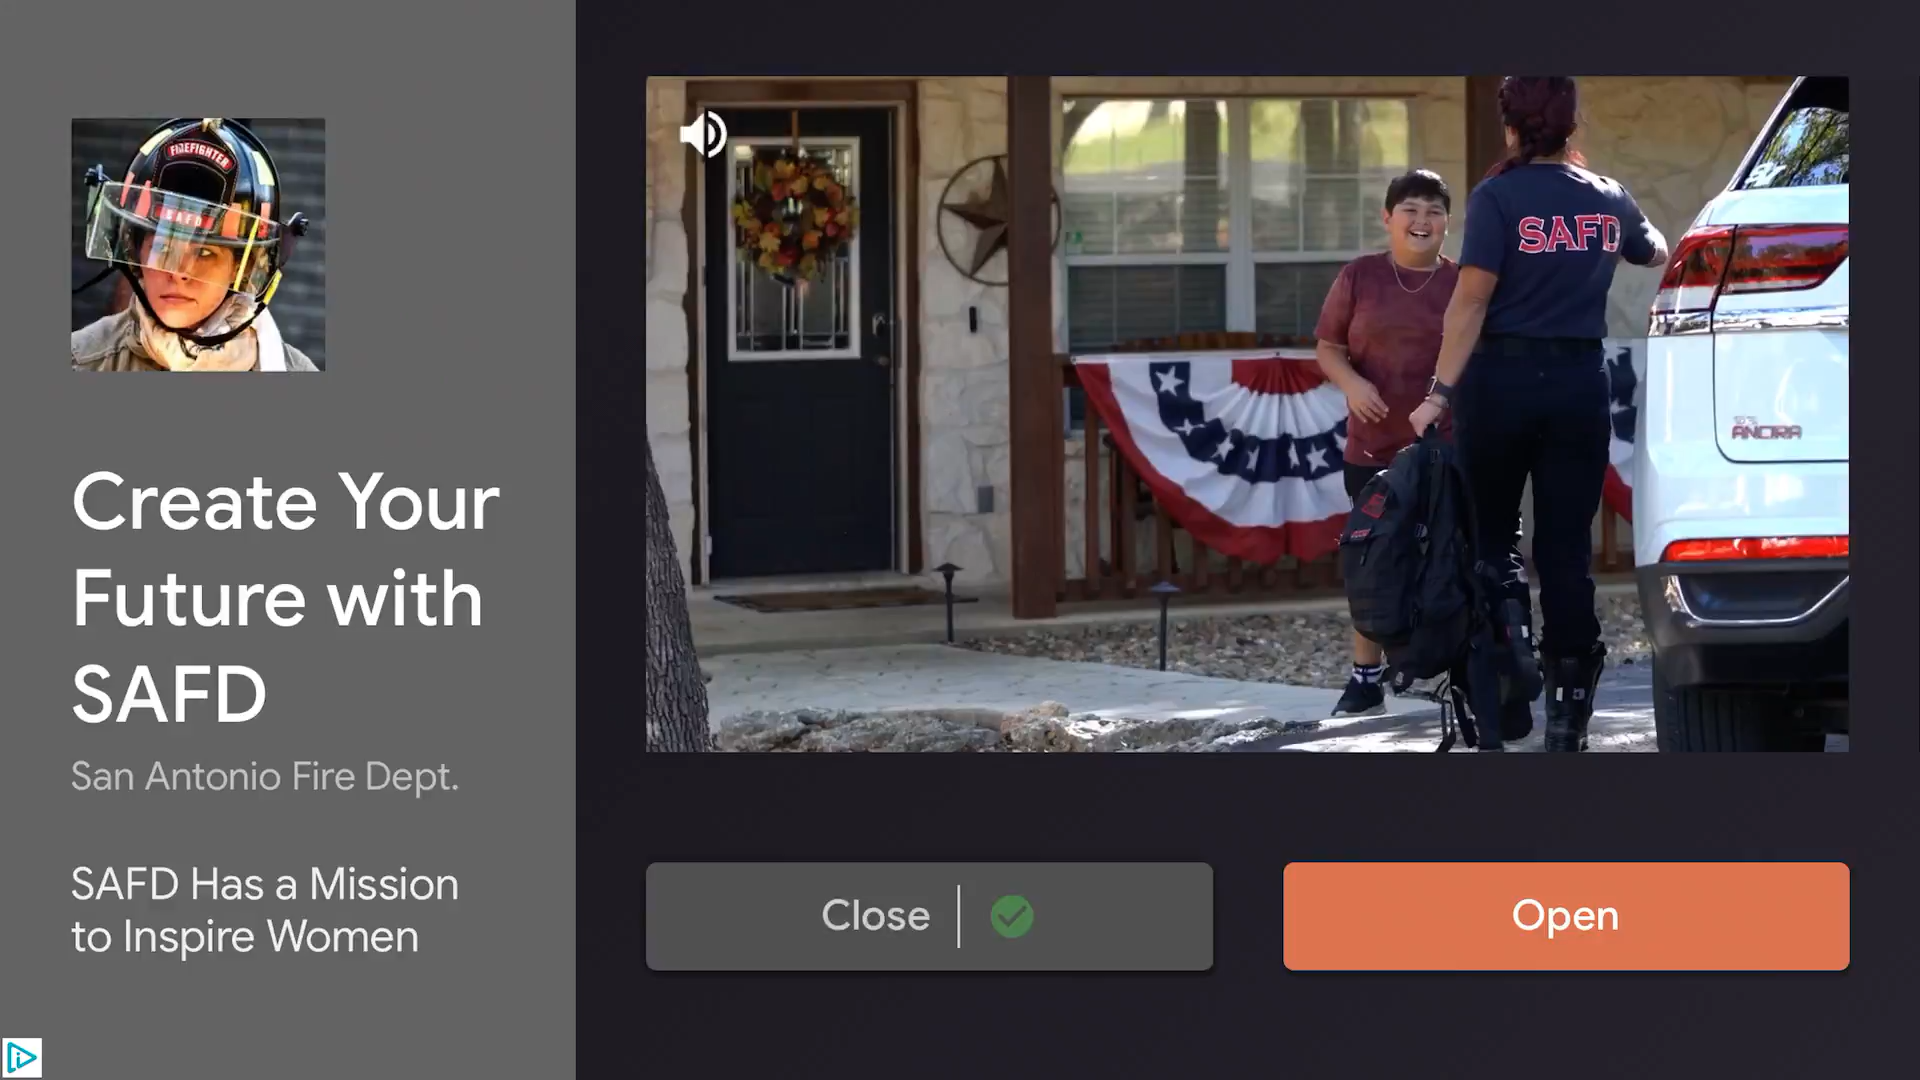 FIREFIGHTER
SAFD
Create Your
Future with
SAFD
San Antonio Fire Dept.
SAFD Has a Mission
to Inspire Women
SAFD
Close
Open